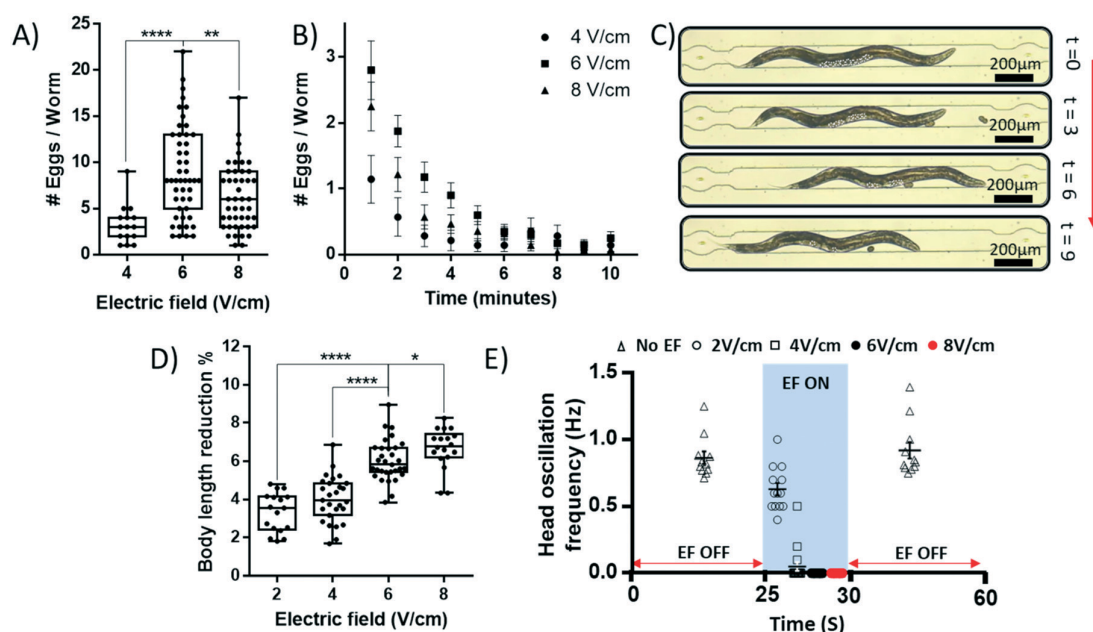 A)
# Eggs / Worm
25
20
15
10
5
0
**** **
4 6 8
Electric field (V/cm)
B)
# Eggs / Worm
3
2
1
0
4 V/cm
6 V/cm
8 V/cm
0 2 4 6 8 10
Time (minutes)
C)
200µm
t=0
200µm
t = 3
200µm
t = 6
200µm
t = 9
D)
Body length reduction %
12
10
8
6
4
2
0
**** *
****
2 4 6 8
Electric field (V/cm)
E)
No EF 2V/cm 4V/cm 6V/cm 8V/cm
Head oscillation
frequency (Hz)
1.5
1.0
0.5
0.0
EF ON
EF OFF EF OFF
0 25 30 60
Time (S)